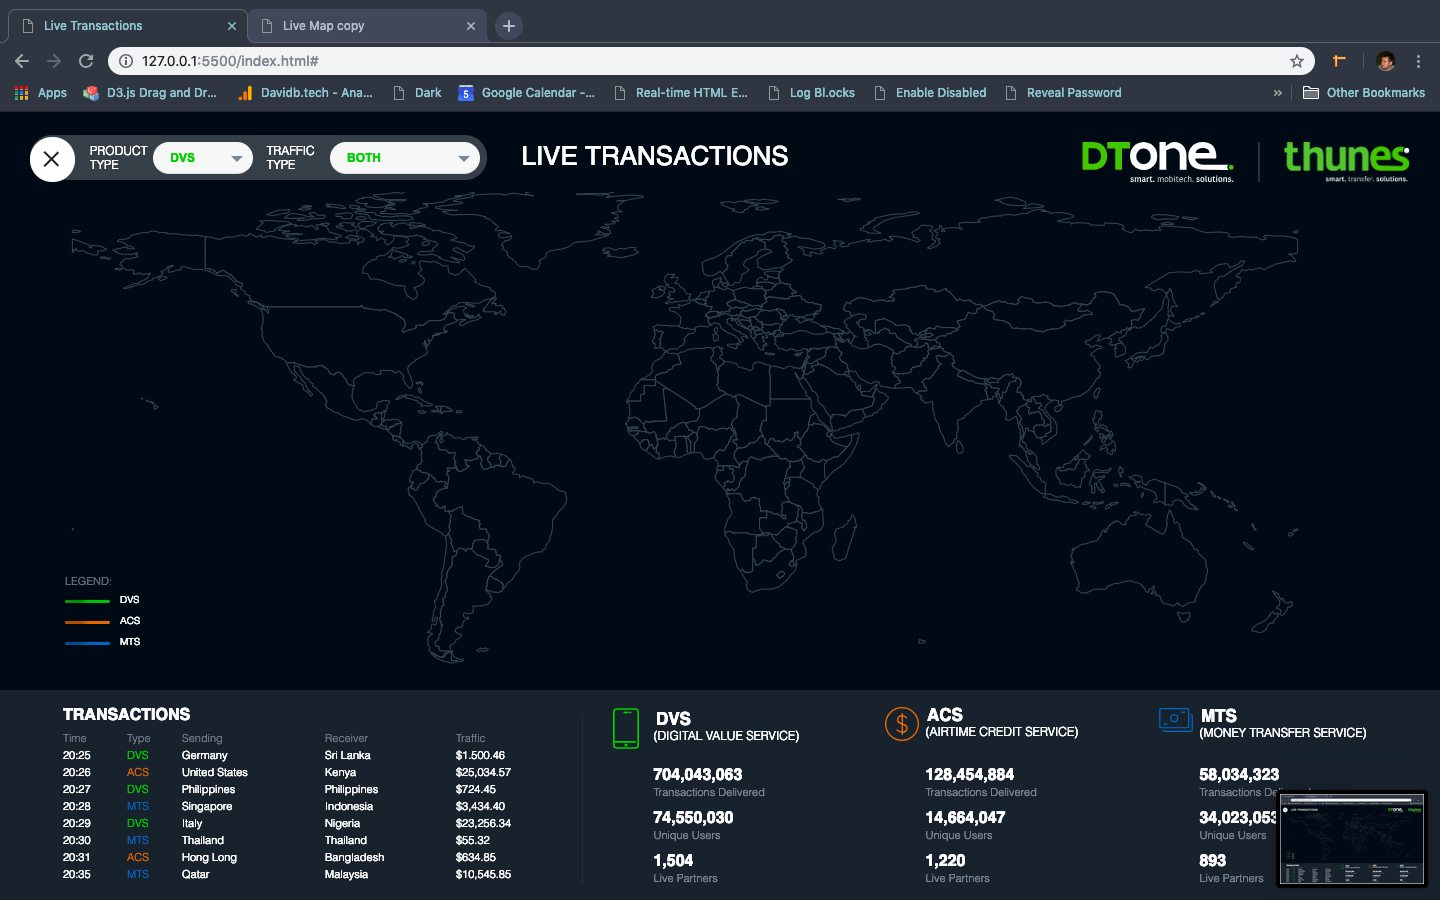 Live Transactions
Live Map copy
127.0.0.1:5500/index.html#
Apps
D3.js Drag and Dr...
Davidb.tech - Ana...
Dark
5
Google Calendar -...
Real-time HTML E...
Log Bl.ocks
Enable Disabled
Reveal Password
»
Other Bookmarks
PRODUCT TYPE
DVS
TRAFFIC TYPE
BOTH
LIVE TRANSACTIONS
DTone.
smart. mobitech. solutions.
thunes
smart. transfer. solutions.
LEGEND:
DVS
ACS
MTS
TRANSACTIONS
Time Type Sending Receiver Traffic
20:25 DVS Germany Sri Lanka $1.500.46
20:26 ACS United States Kenya $25,034.57
20:27 DVS Philippines Philippines $724.45
20:28 MTS Singapore Indonesia $3,434.40
20:29 DVS Italy Nigeria $23,256.34
20:30 MTS Thailand Thailand $55.32
20:31 ACS Hong Long Bangladesh $634.85
20:35 MTS Qatar Malaysia $10,545.85
DVS
(DIGITAL VALUE SERVICE)
704,043,063
Transactions Delivered
74,550,030
Unique Users
1,504
Live Partners
ACS
(AIRTIME CREDIT SERVICE)
128,454,884
Transactions Delivered
14,664,047
Unique Users
1,220
Live Partners
MTS
(MONEY TRANSFER SERVICE)
58,034,323
Transactions
34,023,053
Unique Users
893
Live Partners
LIVE TRANSACTIONS
DTone.
thunes